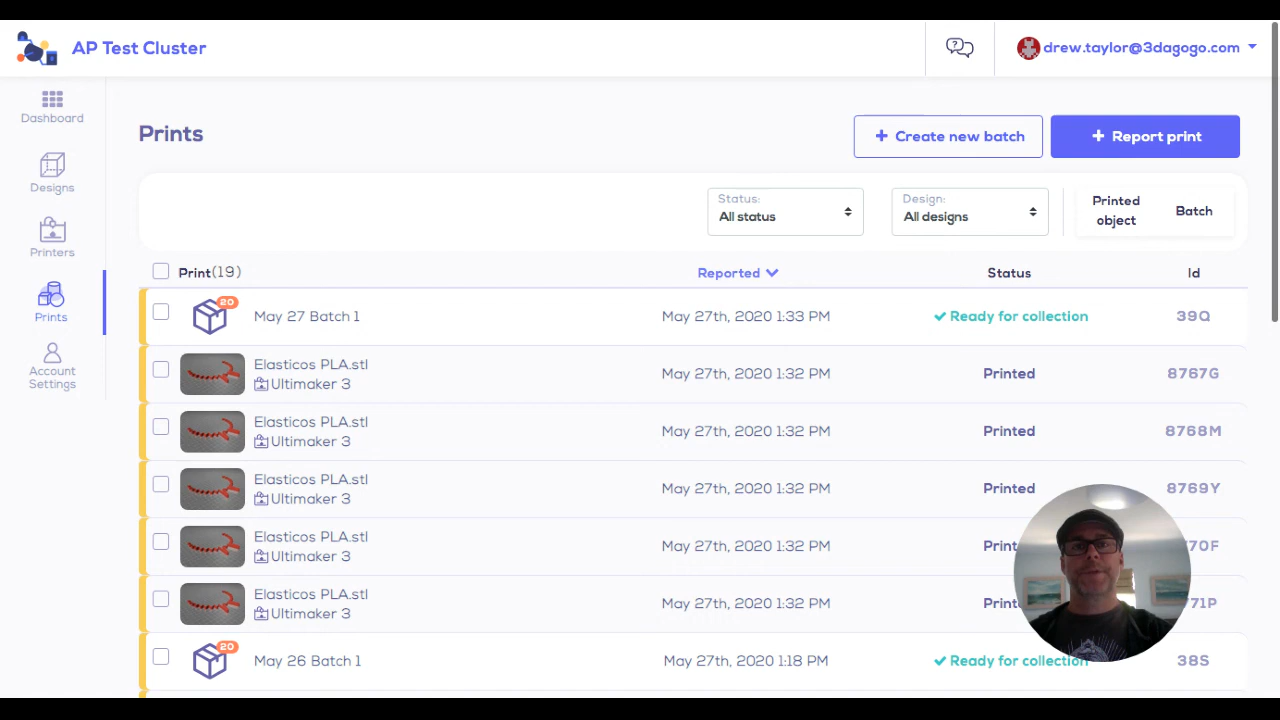 AP Test Cluster
drew.taylor@3dagogo.com
Dashboard
Designs
Printers
Prints
Account
Settings
Prints
+ Create new batch
+ Report print
Status:
All status
Design:
All designs
Printed
object
Batch
Print(19)
Reported
Status
Id
20
May 27 Batch 1
May 27th, 2020 1:33 PM
Ready for collection
39Q
Elasticos PLA.stl
Ultimaker 3
May 27th, 2020 1:32 PM
Printed
8767G
Elasticos PLA.stl
Ultimaker 3
May 27th, 2020 1:32 PM
Printed
8768M
Elasticos PLA.stl
Ultimaker 3
May 27th, 2020 1:32 PM
Printed
8769Y
Elasticos PLA.stl
Ultimaker 3
May 27th, 2020 1:32 PM
Print
70F
Elasticos PLA.stl
Ultimaker 3
May 27th, 2020 1:32 PM
Print
71P
20
May 26 Batch 1
May 27th, 2020 1:18 PM
Ready for collection
38S